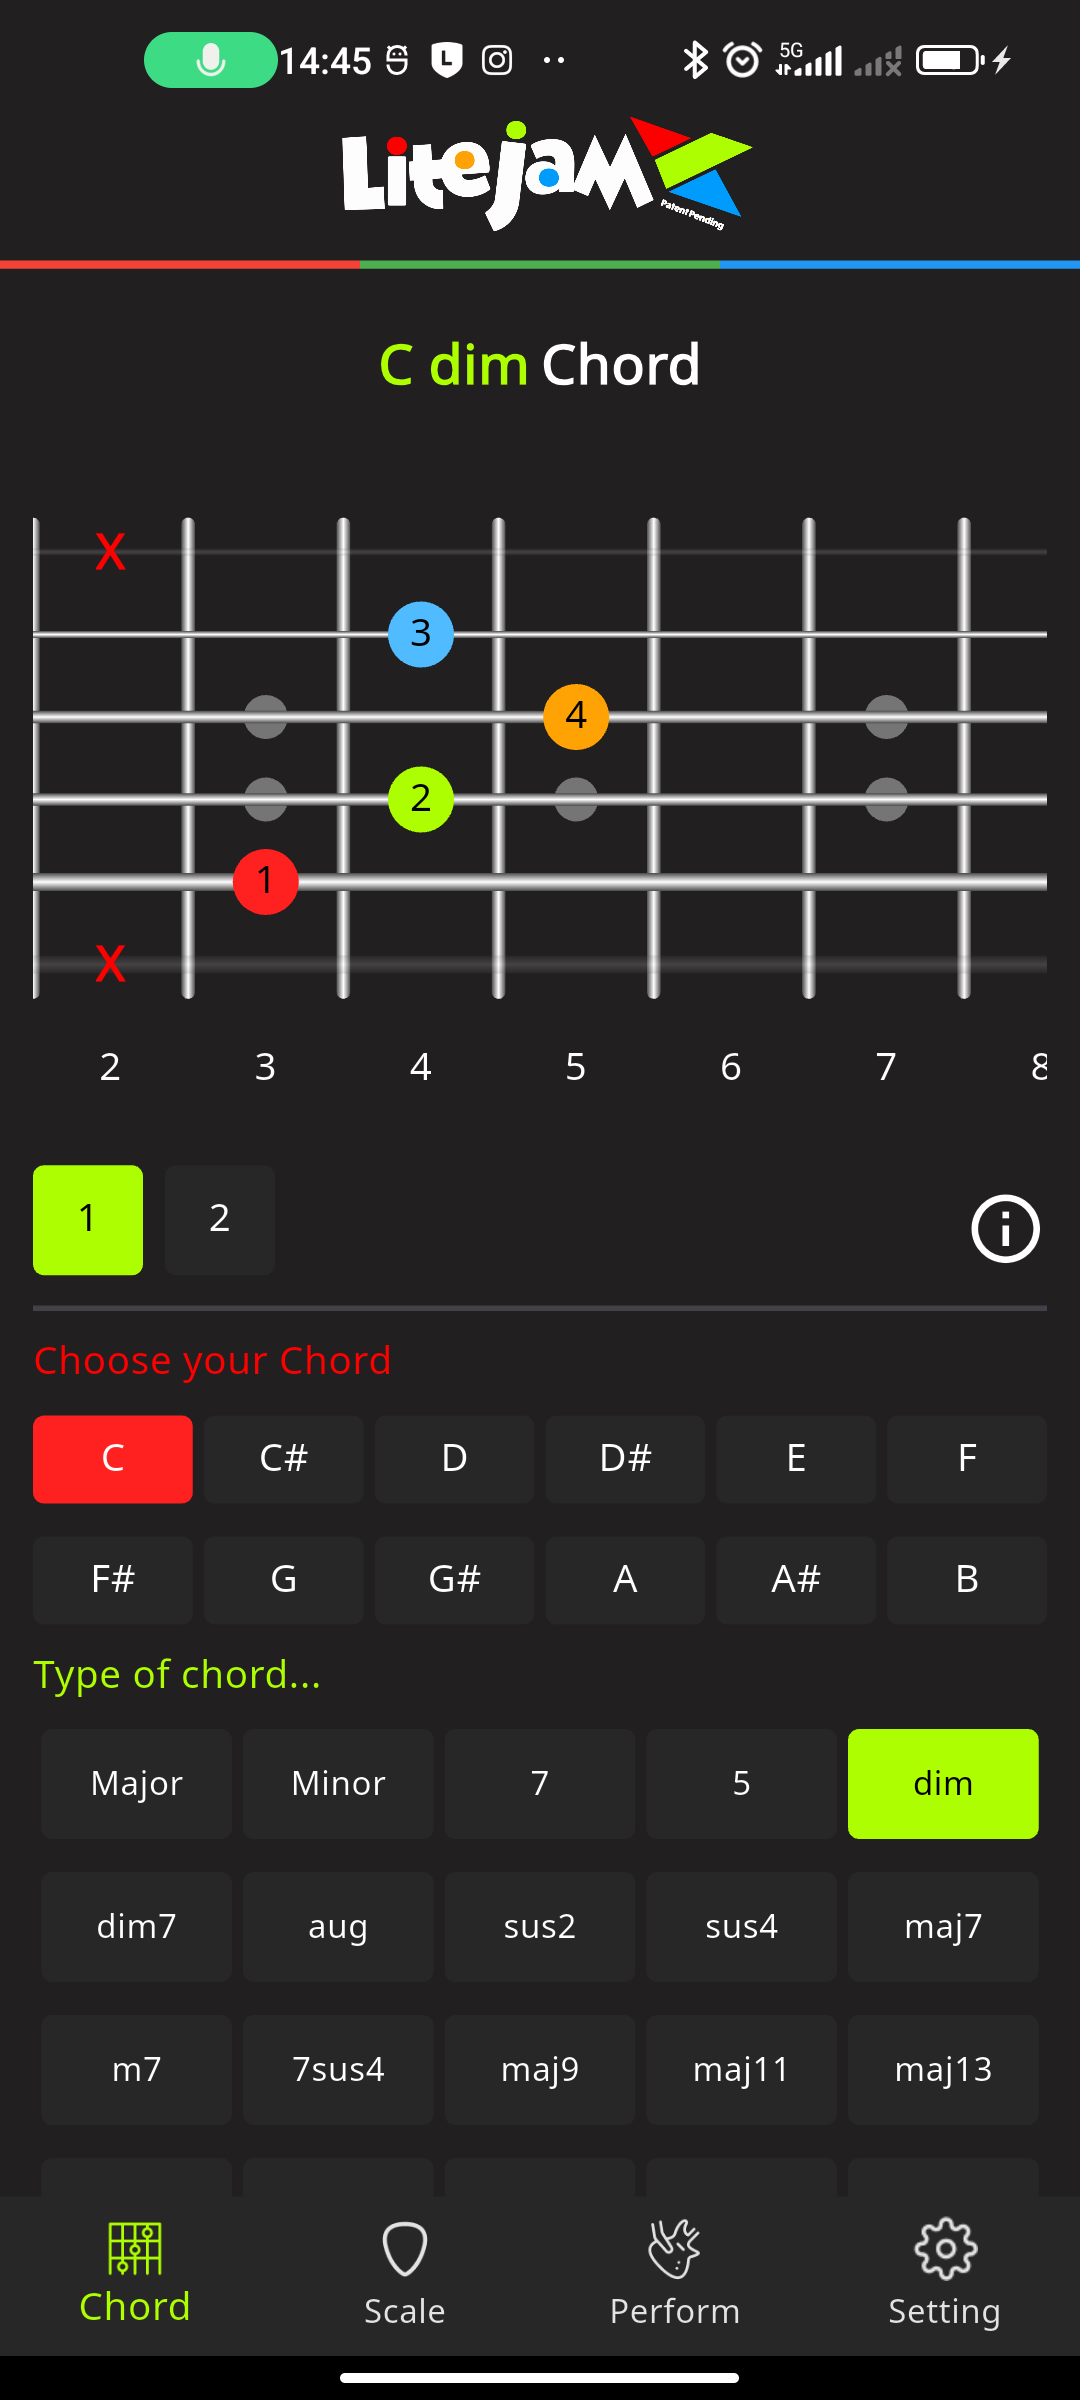 14:45 5G
LitejaM
Patent Pending
C dim Chord
X
3
4
2
1
X
2 3 4 5 6 7 8
1 2
Choose your Chord
C C# D D# E F
F# G G# A A# B
Type of chord...
Major Minor 7 5 dim
dim7 aug sus2 sus4 maj7
m7 7sus4 maj9 maj11 maj13
Chord Scale Perform Setting